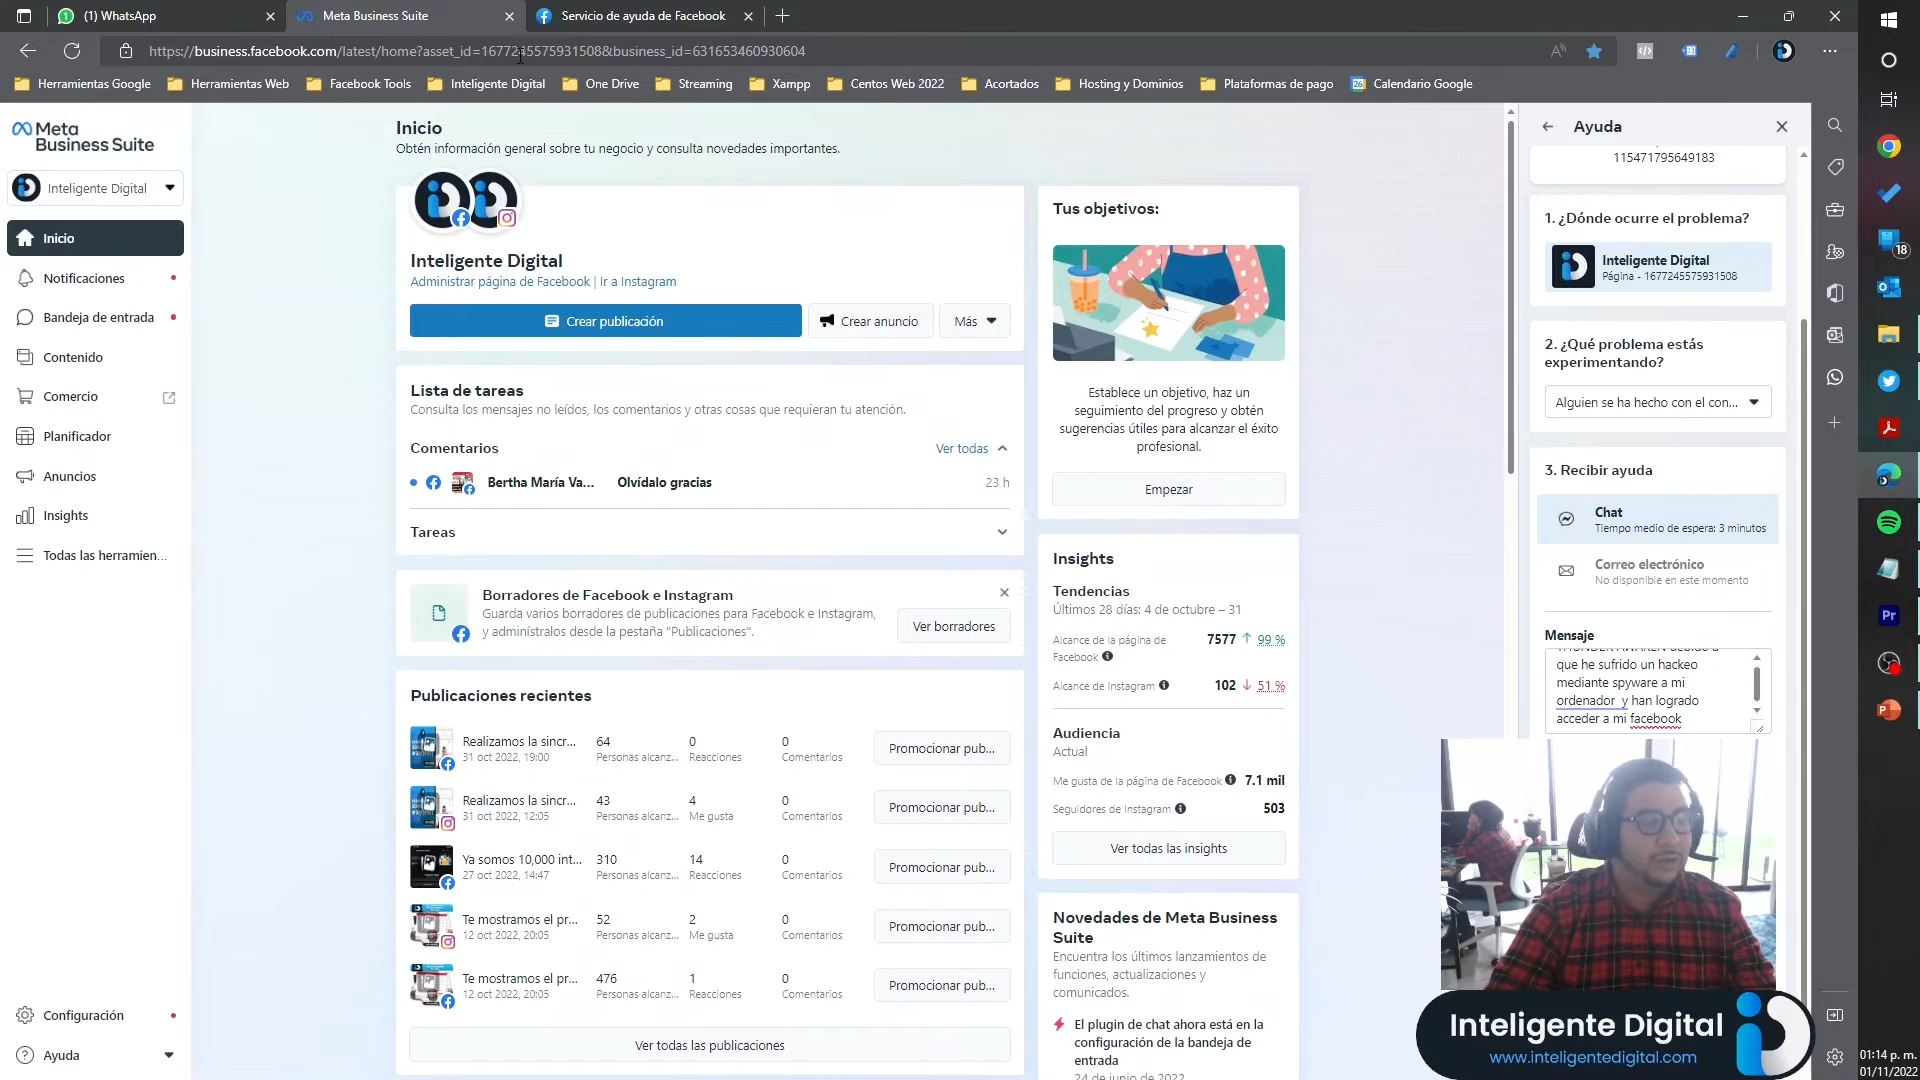 (1) WhatsApp
Meta Business Suite
Servicio de ayuda de Facebook
https://business.facebook.com/latest/home?asset_id=1677245575931508&business_id=631653460930604
Herramientas Google
Herramientas Web
Facebook Tools
Inteligente Digital
One Drive
Streaming
Xampp
Centos Web 2022
Acortados
Hosting y Dominios
Plataformas de pago
Calendario Google
Meta
Business Suite
Inteligente Digital
Inicio
Notificaciones
Bandeja de entrada
Contenido
Comercio
Planificador
Anuncios
Insights
Todas las herramien...
Configuración
Ayuda
Inicio
Obtén información general sobre tu negocio y consulta novedades importantes.
Inteligente Digital
Administrar página de Facebook | Ir a Instagram
Crear publicación
Crear anuncio
Más
Lista de tareas
Consulta los mensajes no leídos, los comentarios y otras cosas que requieran tu atención.
Comentarios
Ver todas
Bertha María Va...
Olvídalo gracias
23 h
Tareas
Borradores de Facebook e Instagram
Guarda varios borradores de publicaciones para Facebook e Instagram,
y adminístralos desde la pestaña "Publicaciones".
Ver borradores
Publicaciones recientes
Realizamos la sincr...
64
0
0
31 oct 2022, 19:00
Personas alcanz...
Reacciones
Comentarios
Promocionar pub...
Realizamos la sincr...
43
4
0
31 oct 2022, 12:05
Personas alcanz...
Me gusta
Comentarios
Promocionar pub...
Ya somos 10,000 int...
310
14
0
27 oct 2022, 14:47
Personas alcanz...
Reacciones
Comentarios
Promocionar pub...
Te mostramos el pr...
52
2
0
12 oct 2022, 20:05
Personas alcanz...
Me gusta
Comentarios
Promocionar pub...
Te mostramos el pr...
476
1
0
12 oct 2022, 20:05
Personas alcanz...
Reacciones
Comentarios
Promocionar pub...
Ver todas las publicaciones
Tus objetivos:
Establece un objetivo, haz un
seguimiento del progreso y obtén
sugerencias útiles para alcanzar el éxito
profesional.
Empezar
Insights
Tendencias
Últimos 28 días: 4 de octubre – 31
Alcance de la página de
Facebook
7577
99 %
Alcance de Instagram
102
51 %
Audiencia
Actual
Me gusta de la página de Facebook
7.1 mil
Seguidores de Instagram
503
Ver todas las insights
Novedades de Meta Business
Suite
Encuentra los últimos lanzamientos de
funciones, actualizaciones y
comunicados.
El plugin de chat ahora está en la
configuración de la bandeja de
entrada
24 de junio de 2022
Ayuda
115471795649183
1. ¿Dónde ocurre el problema?
Inteligente Digital
Página - 1677245575931508
2. ¿Qué problema estás
experimentando?
Alguien se ha hecho con el con...
3. Recibir ayuda
Chat
Tiempo medio de espera: 3 minutos
Correo electrónico
No disponible en este momento
Mensaje
que he sufrido un hackeo
mediante spyware a mi
ordenador y han logrado
acceder a mi facebook
Inteligente Digital
www.inteligentedigital.com
18
01:14 p. m.
01/11/2022